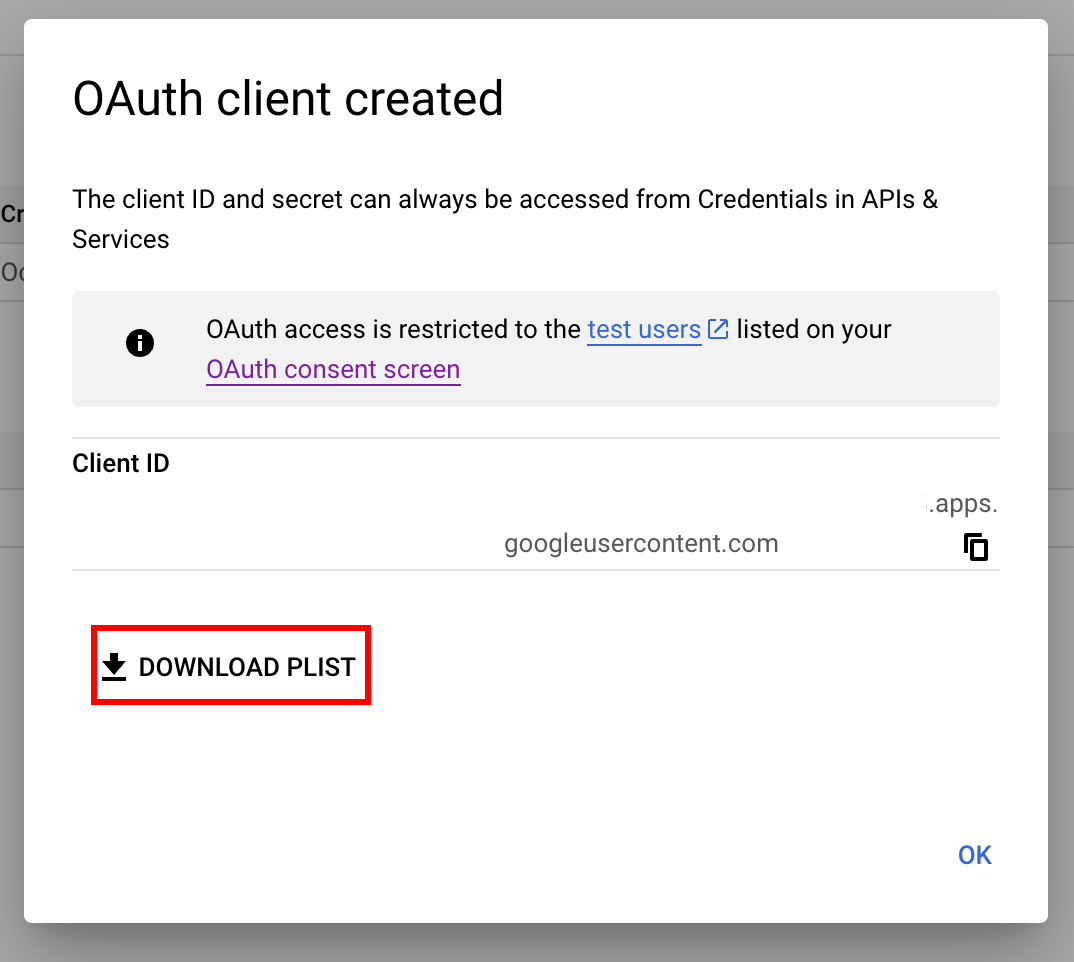 OAuth client created
The client ID and secret can always be accessed from Credentials in APIs &
Services
Cr
Oc
OAuth access is restricted to the test users listed on your
OAuth consent screen
Client ID
.apps.
googleusercontent.com
DOWNLOAD PLIST
OK